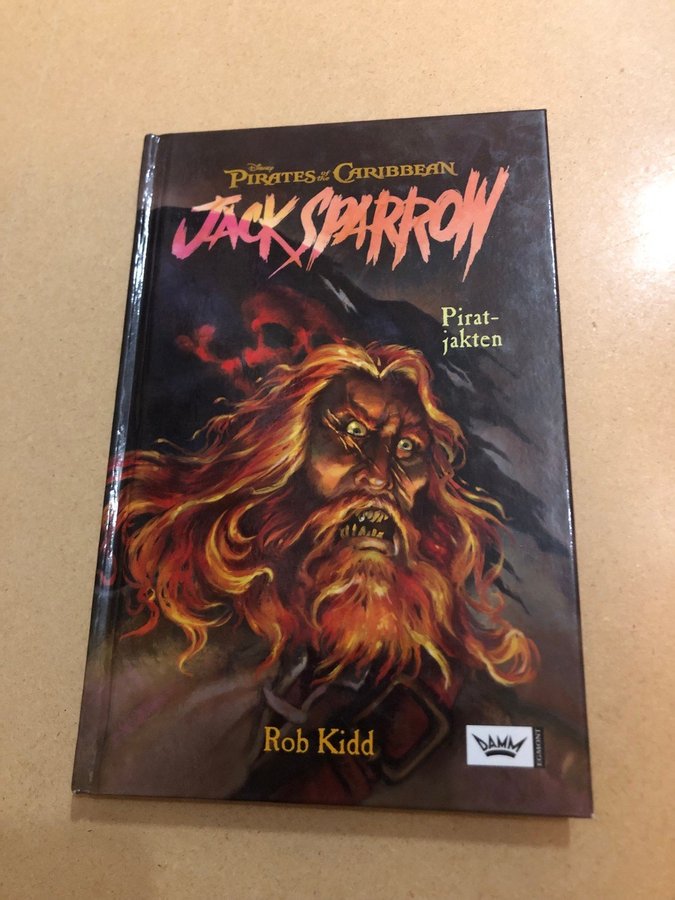 Disney
PIRATES of the CARIBBEAN
JACK SPARROW
Pirat-
jakten
Rob Kidd
DAMM
EGMONT